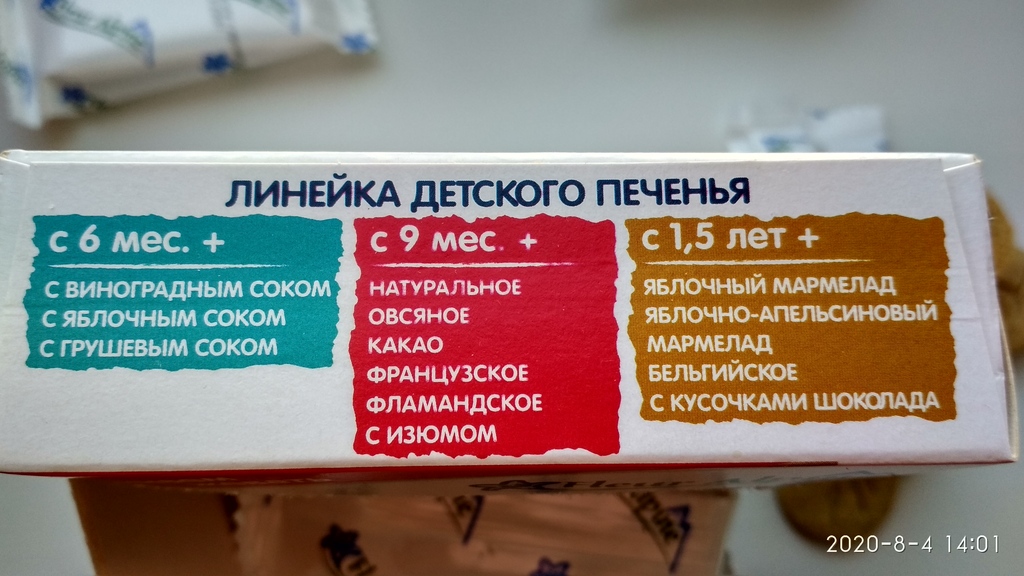 ЛИНЕЙКА ДЕТСКОГО ПЕЧЕНЬЯ
с 6 мес. +
С ВИНОГРАДНЫМ СОКОМ
С ЯБЛОЧНЫМ СОКОМ
С ГРУШЕВЫМ СОКОМ
с 9 мес. +
НАТУРАЛЬНОЕ
ОВСЯНОЕ
КАКАО
ФРАНЦУЗСКОЕ
ФЛАМАНДСКОЕ
С ИЗЮМОМ
с 1,5 лет +
ЯБЛОЧНЫЙ МАРМЕЛАД
ЯБЛОЧНО-АПЕЛЬСИНОВЫЙ
МАРМЕЛАД
БЕЛЬГИЙСКОЕ
С КУСОЧКАМИ ШОКОЛАДА
2020-8-4 14:01